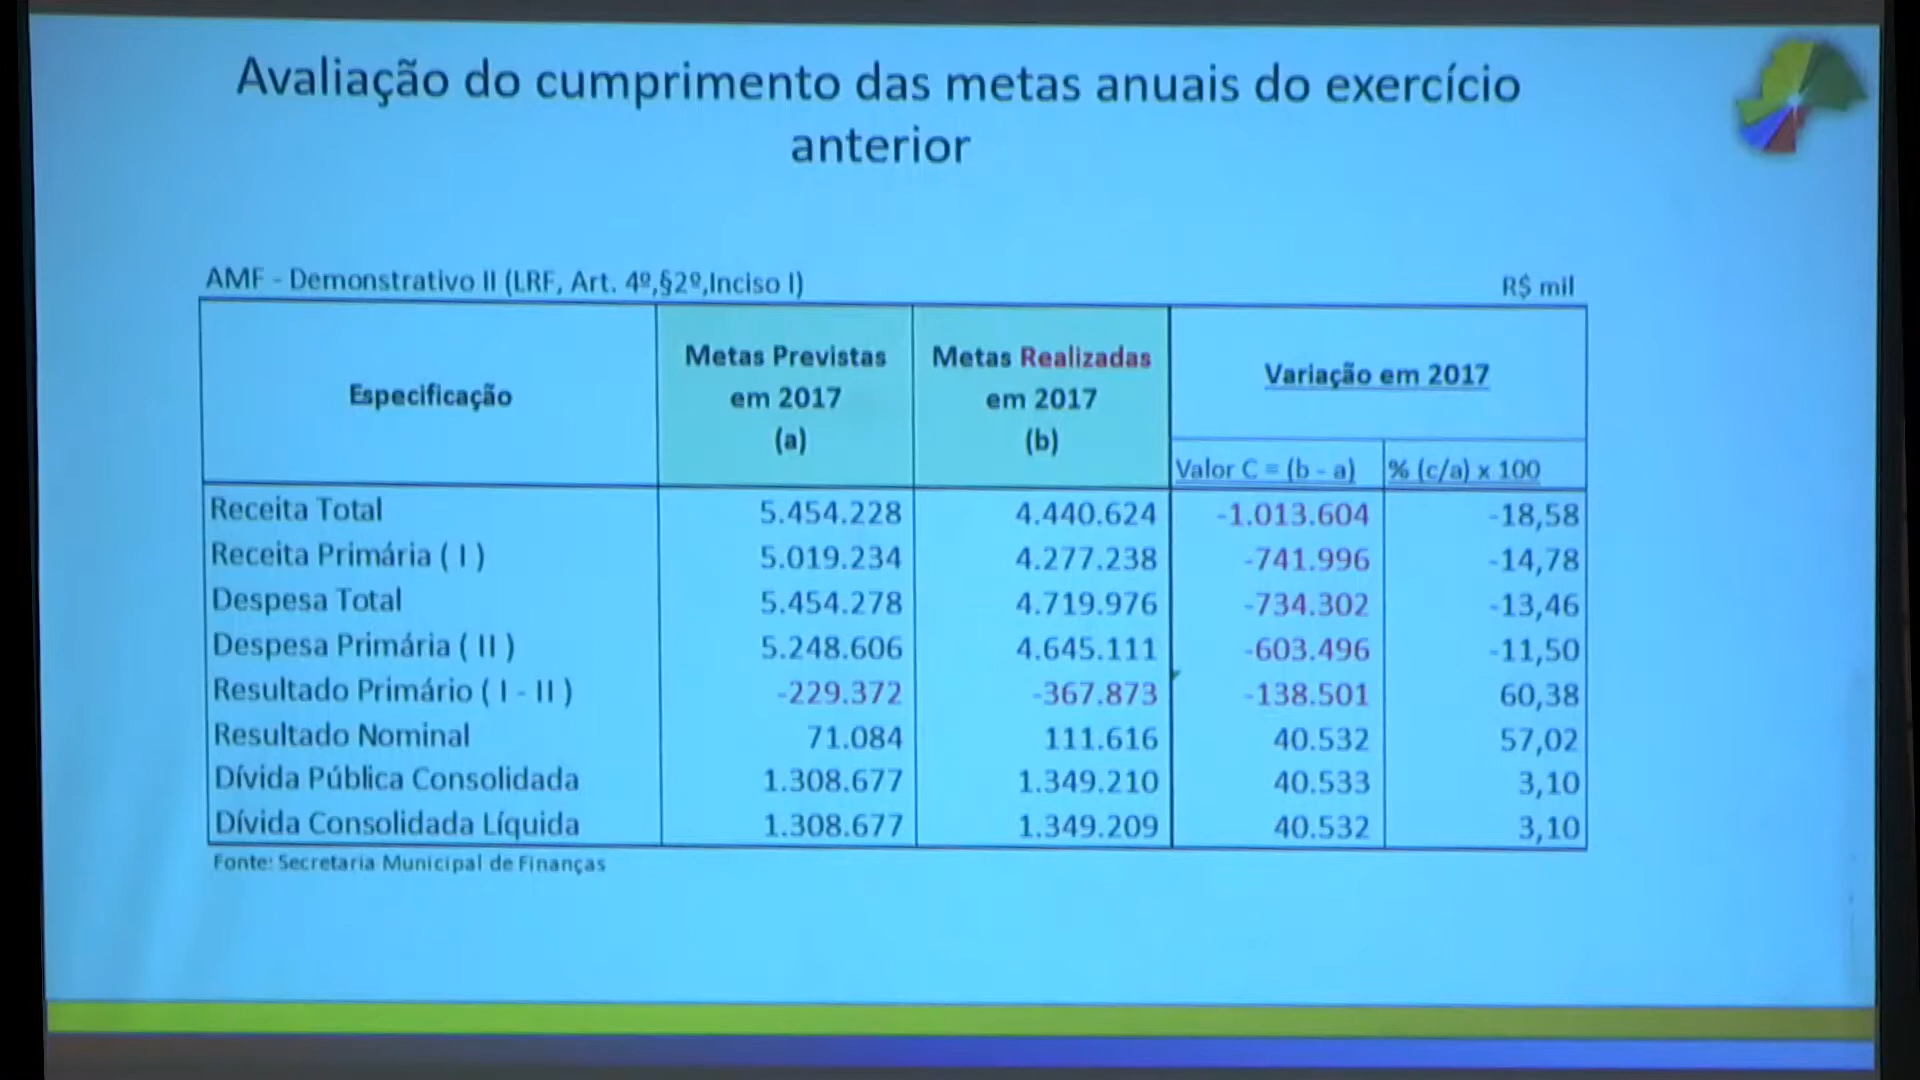 Avaliação do cumprimento das metas anuais do exercício
anterior
AMF - Demonstrativo II (LRF, Art. 4º,§2º,Inciso I) R$ mil
Especificação
Metas Previstas
em 2017
(a)
Metas Realizadas
em 2017
(b)
Variação em 2017
Valor C = (b - a) % (c/a) x 100
Receita Total 5.454.228 4.440.624 -1.013.604 -18,58
Receita Primária ( I ) 5.019.234 4.277.238 -741.996 -14,78
Despesa Total 5.454.278 4.719.976 -734.302 -13,46
Despesa Primária ( II ) 5.248.606 4.645.111 -603.496 -11,50
Resultado Primário ( I - II ) -229.372 -367.873 -138.501 60,38
Resultado Nominal 71.084 111.616 40.532 57,02
Dívida Pública Consolidada 1.308.677 1.349.210 40.533 3,10
Dívida Consolidada Líquida 1.308.677 1.349.209 40.532 3,10
Fonte: Secretaria Municipal de Finanças